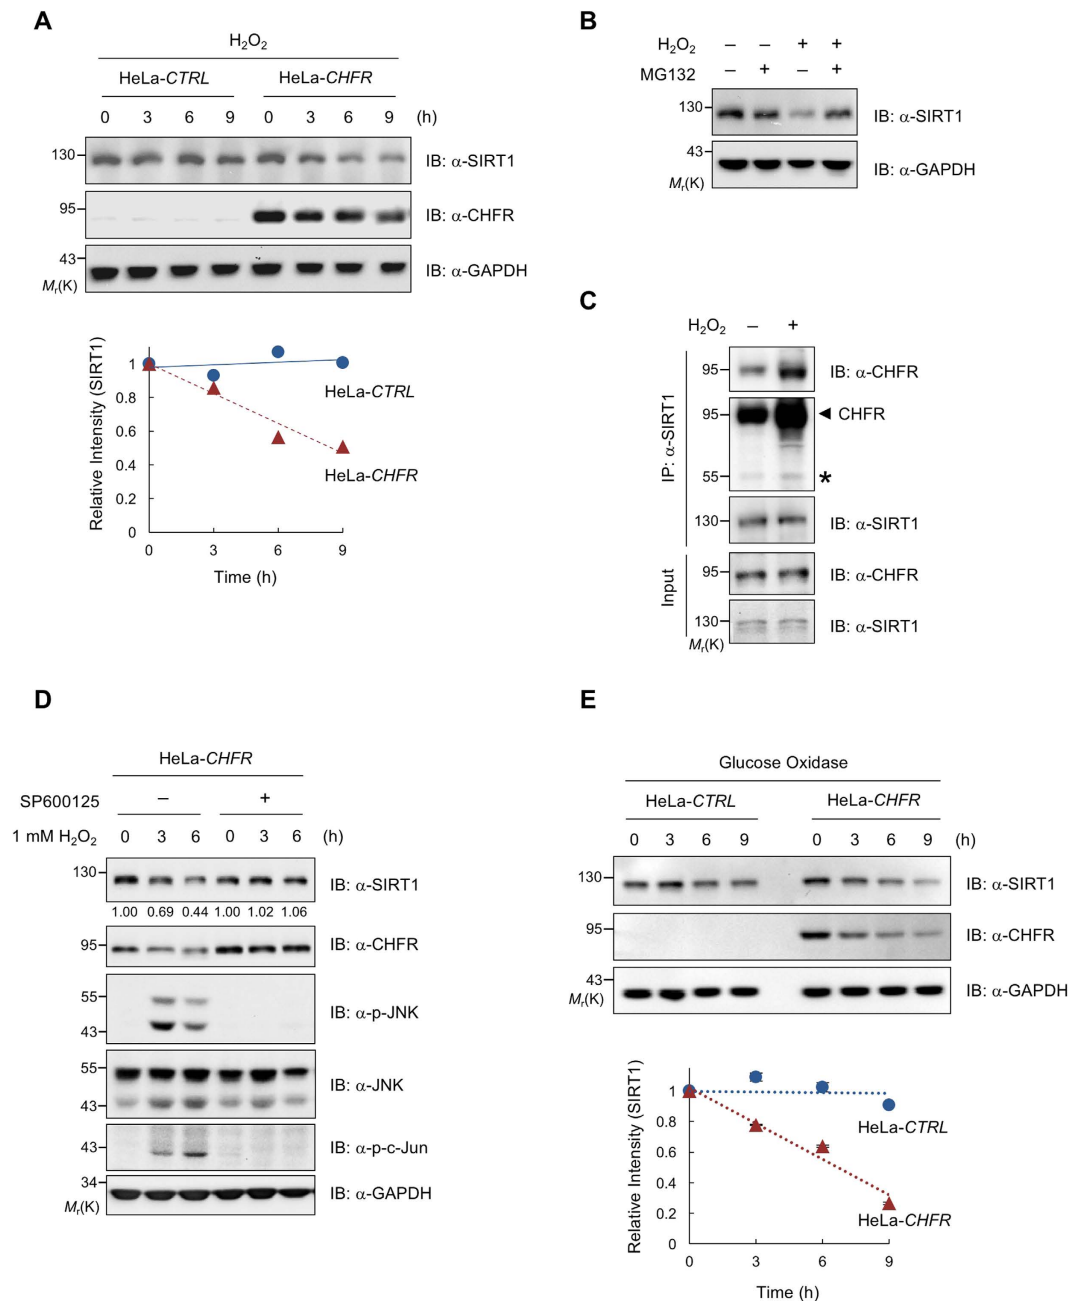 A
H₂O₂
HeLa-CTRL HeLa-CHFR
0 3 6 9 0 3 6 9 (h)
130 IB: α-SIRT1
95 IB: α-CHFR
43 IB: α-GAPDH
Mr(K)
Relative Intensity (SIRT1)
1
0.8
0.6
0.4
0.2
0
HeLa-CTRL
HeLa-CHFR
0 3 6 9
Time (h)
B
H₂O₂ – – + +
MG132 – + – +
130 IB: α-SIRT1
43 IB: α-GAPDH
Mr(K)
C
H₂O₂ – +
IP: α-SIRT1
95 IB: α-CHFR
95 ◄ CHFR
55 *
130 IB: α-SIRT1
Input
95 IB: α-CHFR
130 IB: α-SIRT1
Mr(K)
D
HeLa-CHFR
SP600125 – +
1 mM H₂O₂ 0 3 6 0 3 6 (h)
130 IB: α-SIRT1
1.00 0.69 0.44 1.00 1.02 1.06
95 IB: α-CHFR
55
43 IB: α-p-JNK
55
43 IB: α-JNK
43 IB: α-p-c-Jun
34 IB: α-GAPDH
Mr(K)
E
Glucose Oxidase
HeLa-CTRL HeLa-CHFR
0 3 6 9 0 3 6 9 (h)
130 IB: α-SIRT1
95 IB: α-CHFR
43 IB: α-GAPDH
Mr(K)
Relative Intensity (SIRT1)
1
0.8
0.6
0.4
0.2
0
HeLa-CTRL
HeLa-CHFR
0 3 6 9
Time (h)